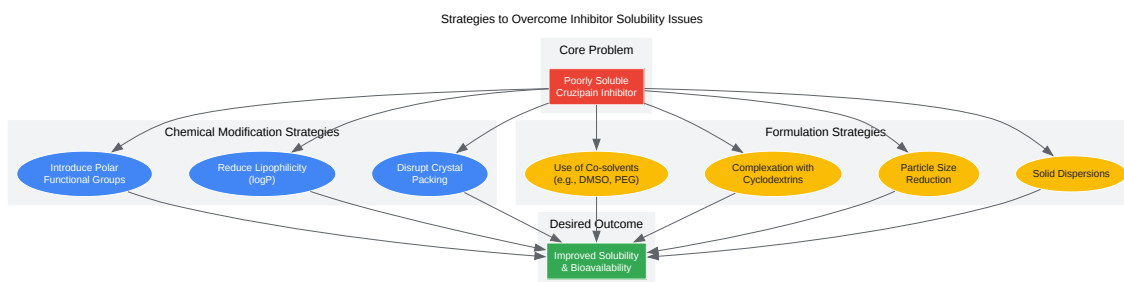 Strategies to Overcome Inhibitor Solubility Issues
Core Problem
Poorly Soluble
Cruzipain Inhibitor
Chemical Modification Strategies
Formulation Strategies
Introduce Polar
Functional Groups
Reduce Lipophilicity
(logP)
Disrupt Crystal
Packing
Use of Co-solvents
(e.g., DMSO, PEG)
Complexation with
Cyclodextrins
Particle Size
Reduction
Solid Dispersions
Desired Outcome
Improved Solubility
& Bioavailability